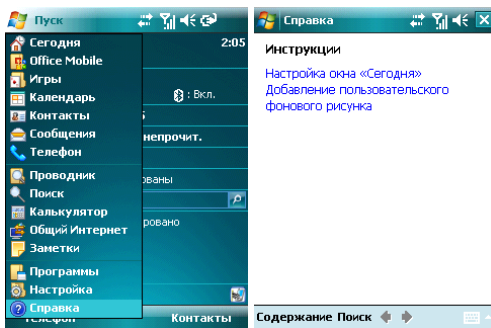 Пуск
Сегодня
2:05
Office Mobile
Игры
Календарь
: Вкл.
Контакты
Сообщения
непрочит.
Телефон
Проводник
Поиск
Калькулятор
ровано
Общий Интернет
Заметки
Программы
Настройка
Справка
Телефон
Контакты
Справка
Инструкции
Настройка окна «Сегодня»
Добавление пользовательского
фонового рисунка
Содержание Поиск